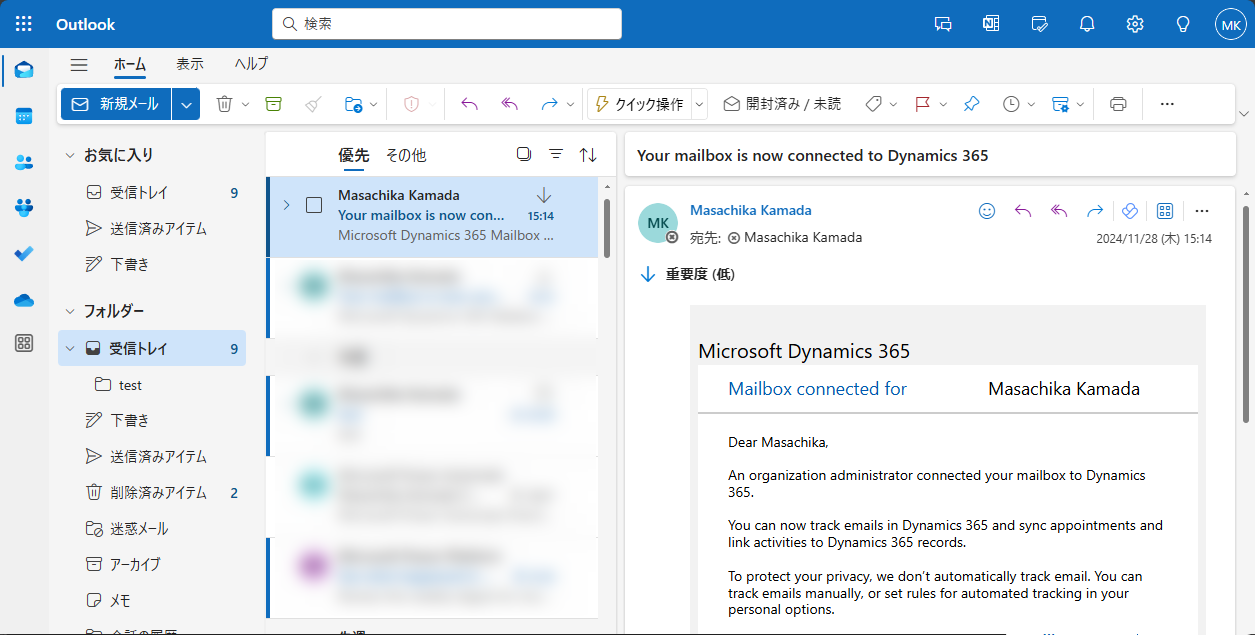 Outlook
検索
MK
ホーム 表示 ヘルプ
新規メール
クイック操作
開封済み / 未読
お気に入り
受信トレイ 9
送信済みアイテム
下書き
フォルダー
受信トレイ 9
test
下書き
送信済みアイテム
削除済みアイテム 2
迷惑メール
アーカイブ
メモ
優先 その他
Masachika Kamada
Your mailbox is now con... 15:14
Microsoft Dynamics 365 Mailbox ...
Your mailbox is now connected to Dynamics 365
MK
Masachika Kamada
宛先: Masachika Kamada
2024/11/28 (木) 15:14
重要度 (低)
Microsoft Dynamics 365
Mailbox connected for Masachika Kamada
Dear Masachika,
An organization administrator connected your mailbox to Dynamics
365.
You can now track emails in Dynamics 365 and sync appointments and
link activities to Dynamics 365 records.
To protect your privacy, we don't automatically track email. You can
track emails manually, or set rules for automated tracking in your
personal options.